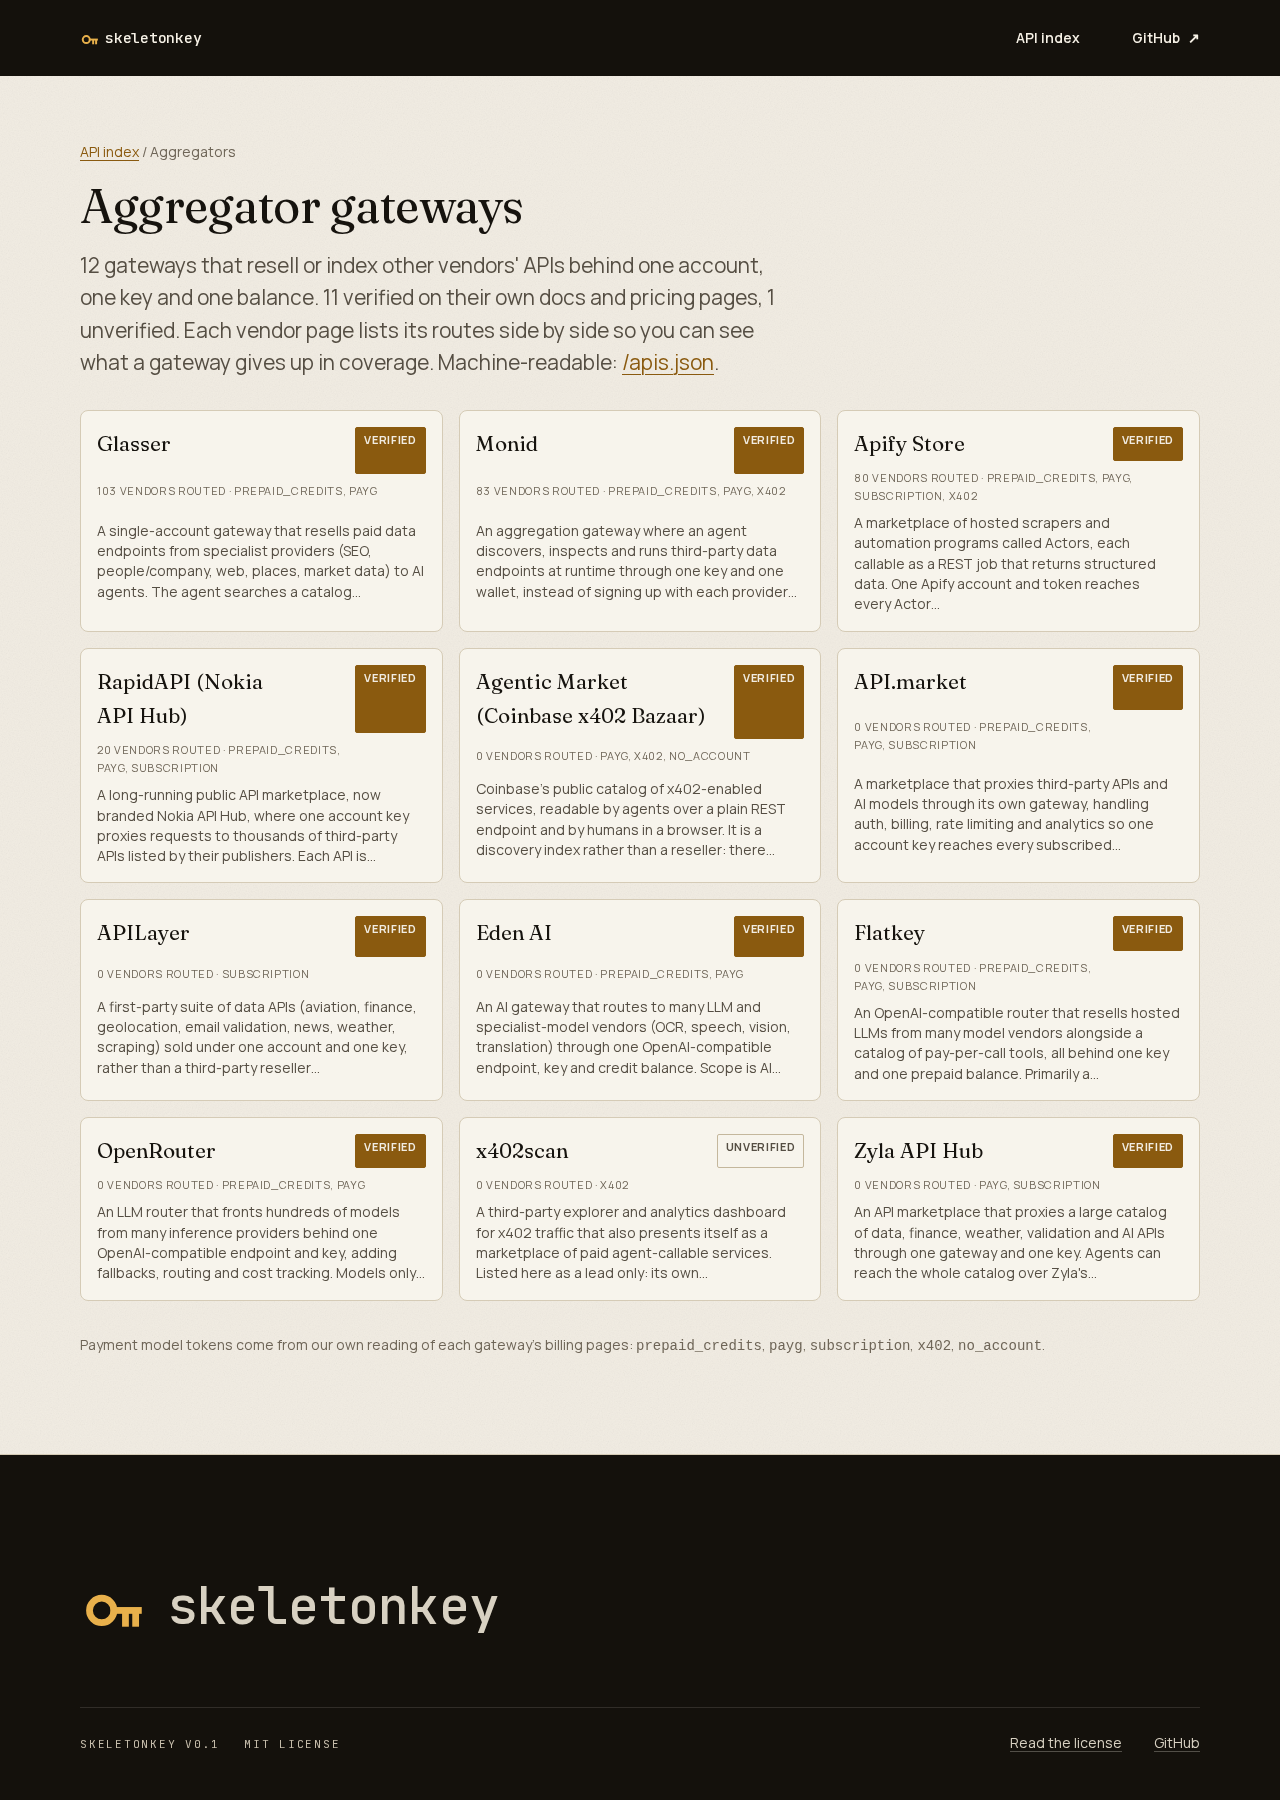 skeletonkey
API index
GitHub ↗
API index / Aggregators
Aggregator gateways
12 gateways that resell or index other vendors' APIs behind one account,
one key and one balance. 11 verified on their own docs and pricing pages, 1
unverified. Each vendor page lists its routes side by side so you can see
what a gateway gives up in coverage. Machine-readable: /apis.json.
Glasser
VERIFIED
103 VENDORS ROUTED · PREPAID_CREDITS, PAYG
A single-account gateway that resells paid data
endpoints from specialist providers (SEO,
people/company, web, places, market data) to AI
agents. The agent searches a catalog...
Monid
VERIFIED
83 VENDORS ROUTED · PREPAID_CREDITS, PAYG, X402
An aggregation gateway where an agent
discovers, inspects and runs third-party data
endpoints at runtime through one key and one
wallet, instead of signing up with each provider...
Apify Store
VERIFIED
80 VENDORS ROUTED · PREPAID_CREDITS, PAYG,
SUBSCRIPTION, X402
A marketplace of hosted scrapers and
automation programs called Actors, each
callable as a REST job that returns structured
data. One Apify account and token reaches
every Actor...
RapidAPI (Nokia
API Hub)
VERIFIED
20 VENDORS ROUTED · PREPAID_CREDITS,
PAYG, SUBSCRIPTION
A long-running public API marketplace, now
branded Nokia API Hub, where one account key
proxies requests to thousands of third-party
APIs listed by their publishers. Each API is...
Agentic Market
(Coinbase x402 Bazaar)
VERIFIED
0 VENDORS ROUTED · PAYG, X402, NO_ACCOUNT
Coinbase's public catalog of x402-enabled
services, readable by agents over a plain REST
endpoint and by humans in a browser. It is a
discovery index rather than a reseller: there...
API.market
VERIFIED
0 VENDORS ROUTED · PREPAID_CREDITS,
PAYG, SUBSCRIPTION
A marketplace that proxies third-party APIs and
AI models through its own gateway, handling
auth, billing, rate limiting and analytics so one
account key reaches every subscribed...
APILayer
VERIFIED
0 VENDORS ROUTED · SUBSCRIPTION
A first-party suite of data APIs (aviation, finance,
geolocation, email validation, news, weather,
scraping) sold under one account and one key,
rather than a third-party reseller...
Eden AI
VERIFIED
0 VENDORS ROUTED · PREPAID_CREDITS, PAYG
An AI gateway that routes to many LLM and
specialist-model vendors (OCR, speech, vision,
translation) through one OpenAI-compatible
endpoint, key and credit balance. Scope is AI...
Flatkey
VERIFIED
0 VENDORS ROUTED · PREPAID_CREDITS,
PAYG, SUBSCRIPTION
An OpenAI-compatible router that resells hosted
LLMs from many model vendors alongside a
catalog of pay-per-call tools, all behind one key
and one prepaid balance. Primarily a...
OpenRouter
VERIFIED
0 VENDORS ROUTED · PREPAID_CREDITS, PAYG
An LLM router that fronts hundreds of models
from many inference providers behind one
OpenAI-compatible endpoint and key, adding
fallbacks, routing and cost tracking. Models only...
x402scan
UNVERIFIED
0 VENDORS ROUTED · X402
A third-party explorer and analytics dashboard
for x402 traffic that also presents itself as a
marketplace of paid agent-callable services.
Listed here as a lead only: its own...
Zyla API Hub
VERIFIED
0 VENDORS ROUTED · PAYG, SUBSCRIPTION
An API marketplace that proxies a large catalog
of data, finance, weather, validation and AI APIs
through one gateway and one key. Agents can
reach the whole catalog over Zyla's...
Payment model tokens come from our own reading of each gateway's billing pages: prepaid_credits, payg, subscription, x402, no_account.
skeletonkey
SKELETONKEY V0.1 MIT LICENSE
Read the license
GitHub